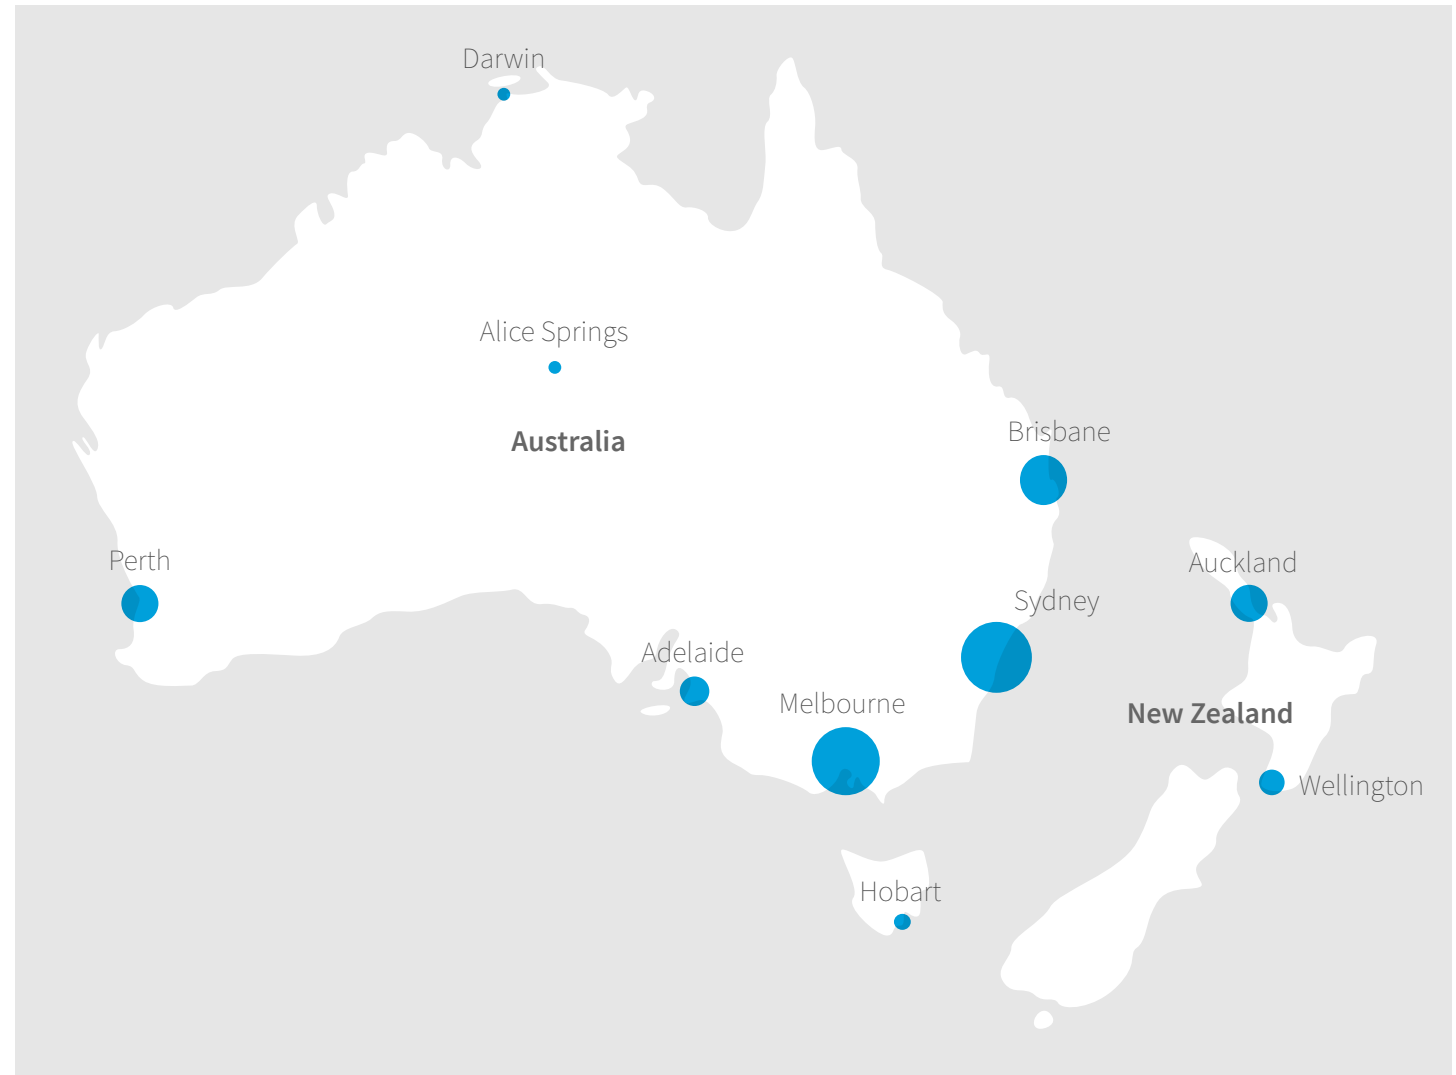 Darwin
Alice Springs
Australia
Brisbane
Perth
Auckland
Sydney
Adelaide
Melbourne
New Zealand
Wellington
Hobart